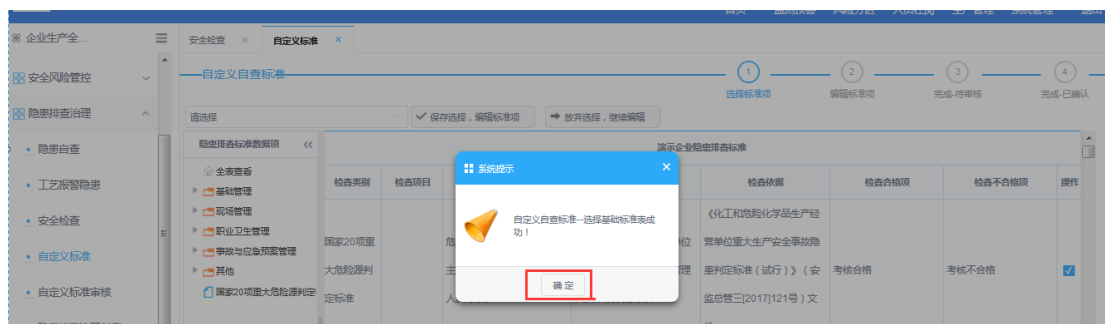 企业生产全...
安全检查 ×
自定义标准 ×
安全风险管控
自定义自查标准
1
2
3
4
选择标准项
编辑标准项
完成-待审核
完成-已确认
隐患排查治理
请选择
保存选择，编辑标准项
放弃选择，继续编辑
隐患自查
隐患排查标准数据项
演示企业隐患排查标准
工艺报警隐患
全表查看
基础管理
现场管理
职业卫生管理
事故与应急预案管理
其他
国家20项重大危险源判定
检查类别
检查项目
检查依据
检查合格项
检查不合格项
操作
安全检查
自定义标准
自定义标准审核
国家20项重
大危险源判
定标准
《化工和危险化学品生产经
营单位重大生产安全事故隐
患判定标准（试行）》（安
监总管三[2017]121号）文
考核合格
考核不合格
系统提示
×
自定义自查标准--选择基础标准表成
功！
确定